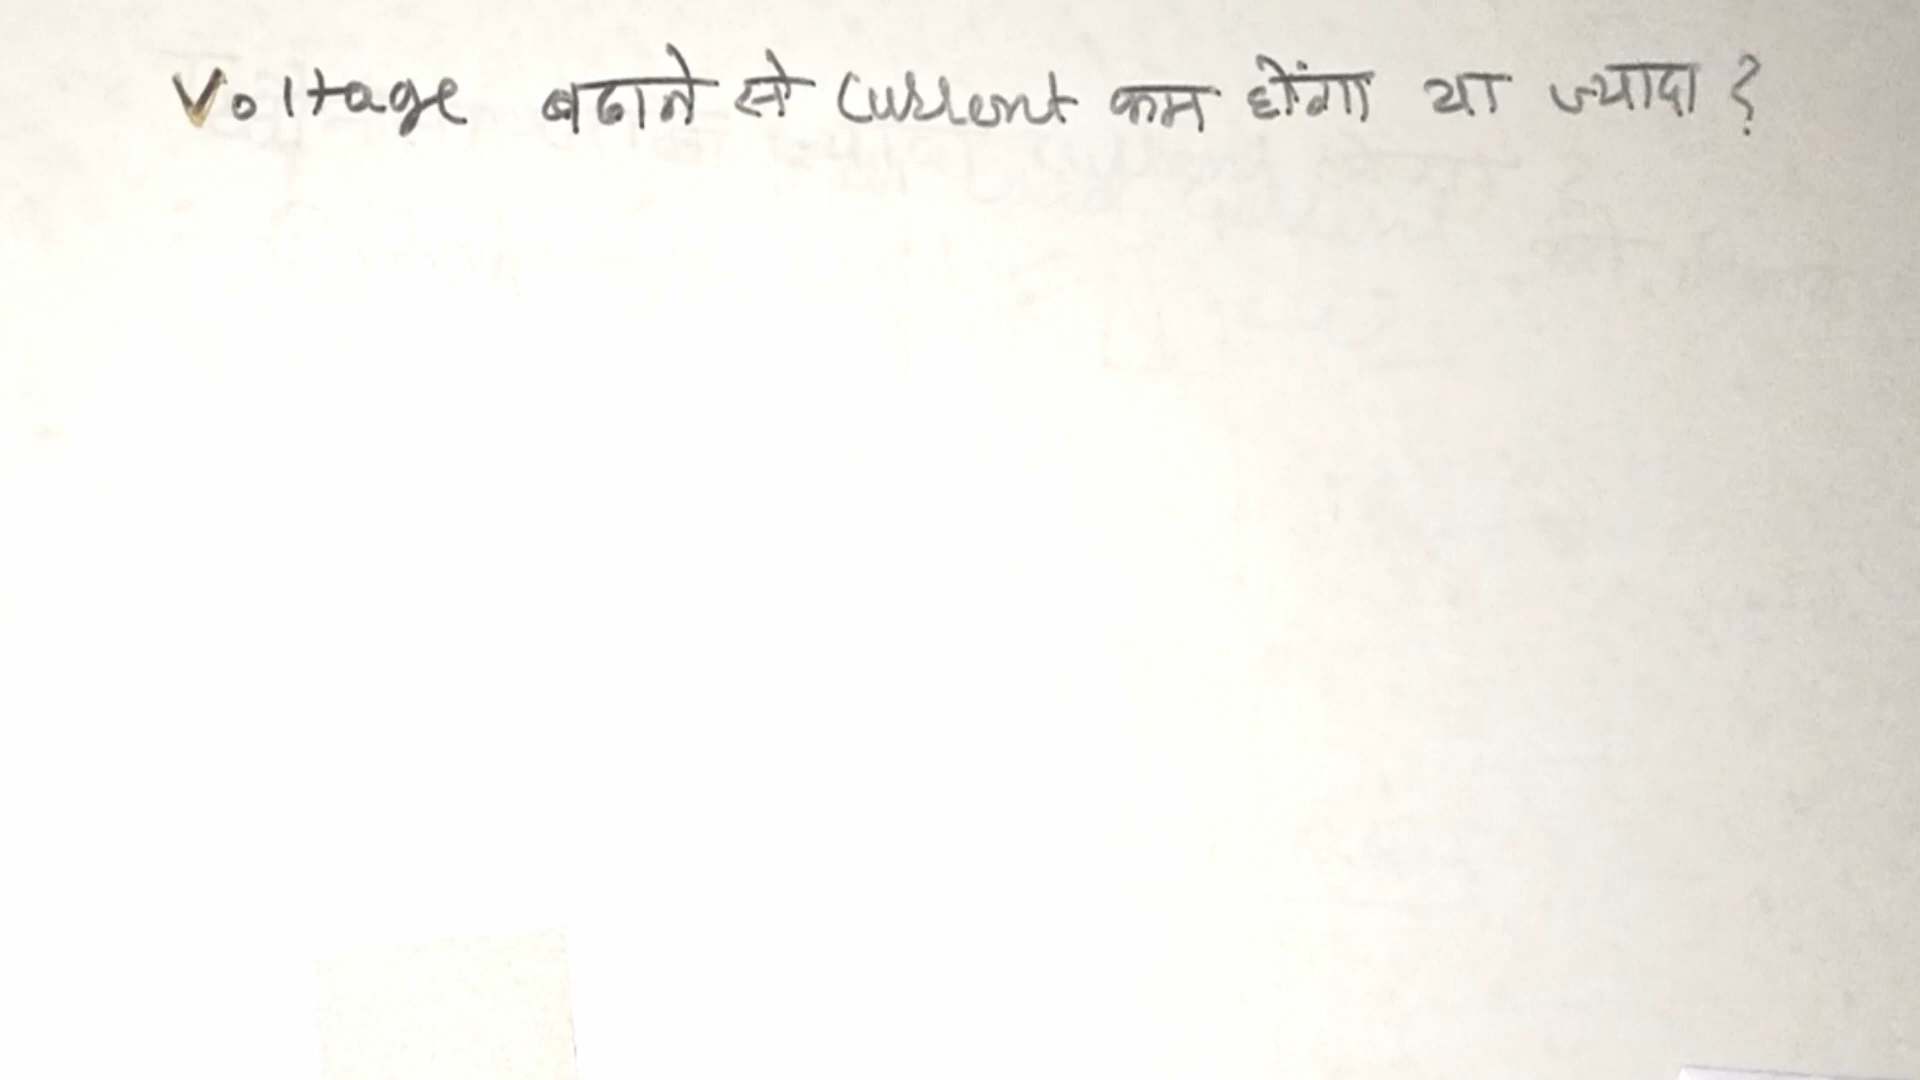 Voltage बढाने से Current कम होंगा या ज्यादा ?